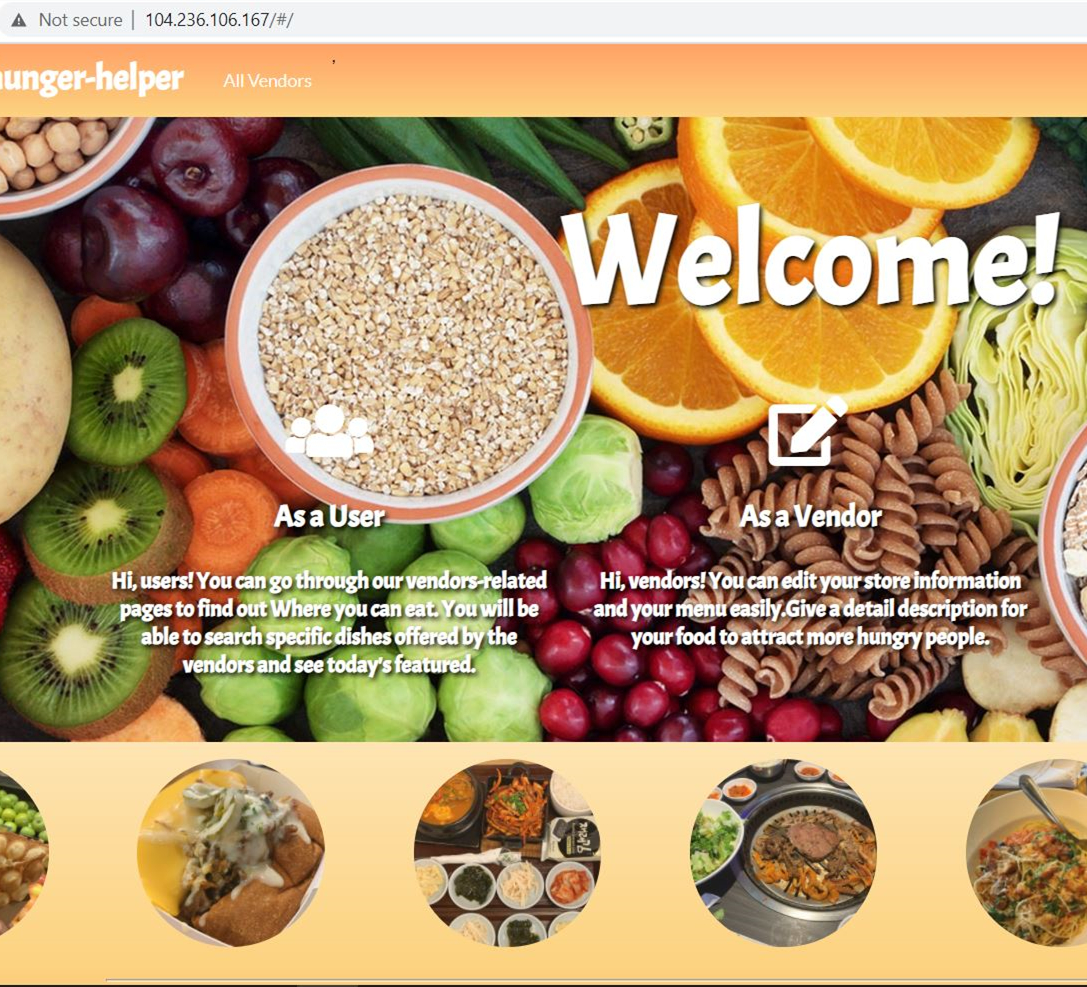 Not secure | 104.236.106.167/#/
hunger-helper
All Vendors
,
Welcome!
As a User
As a Vendor
Hi, users! You can go through our vendors-related
pages to find out Where you can eat. You will be
able to search specific dishes offered by the
vendors and see today's featured.
Hi, vendors! You can edit your store information
and your menu easily.Give a detail description for
your food to attract more hungry people.